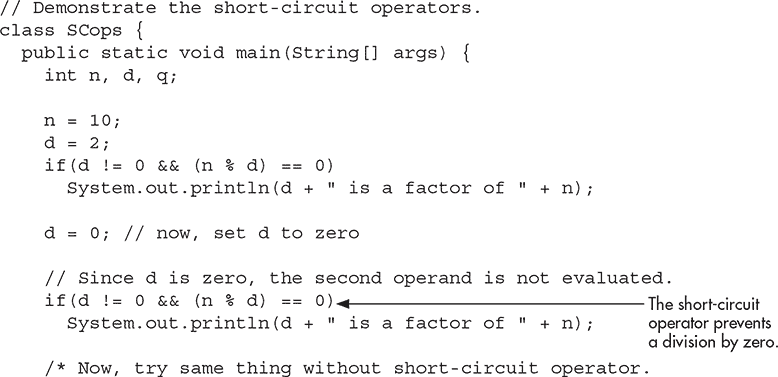 // Demonstrate the short-circuit operators.
class SCops {
  public static void main(String[] args) {
    int n, d, q;

    n = 10;
    d = 2;
    if(d != 0 && (n % d) == 0)
      System.out.println(d + " is a factor of " + n);

    d = 0; // now, set d to zero

    // Since d is zero, the second operand is not evaluated.
    if(d != 0 && (n % d) == 0)
      System.out.println(d + " is a factor of " + n);
The short-circuit
operator prevents
a division by zero.

    /* Now, try same thing without short-circuit operator.